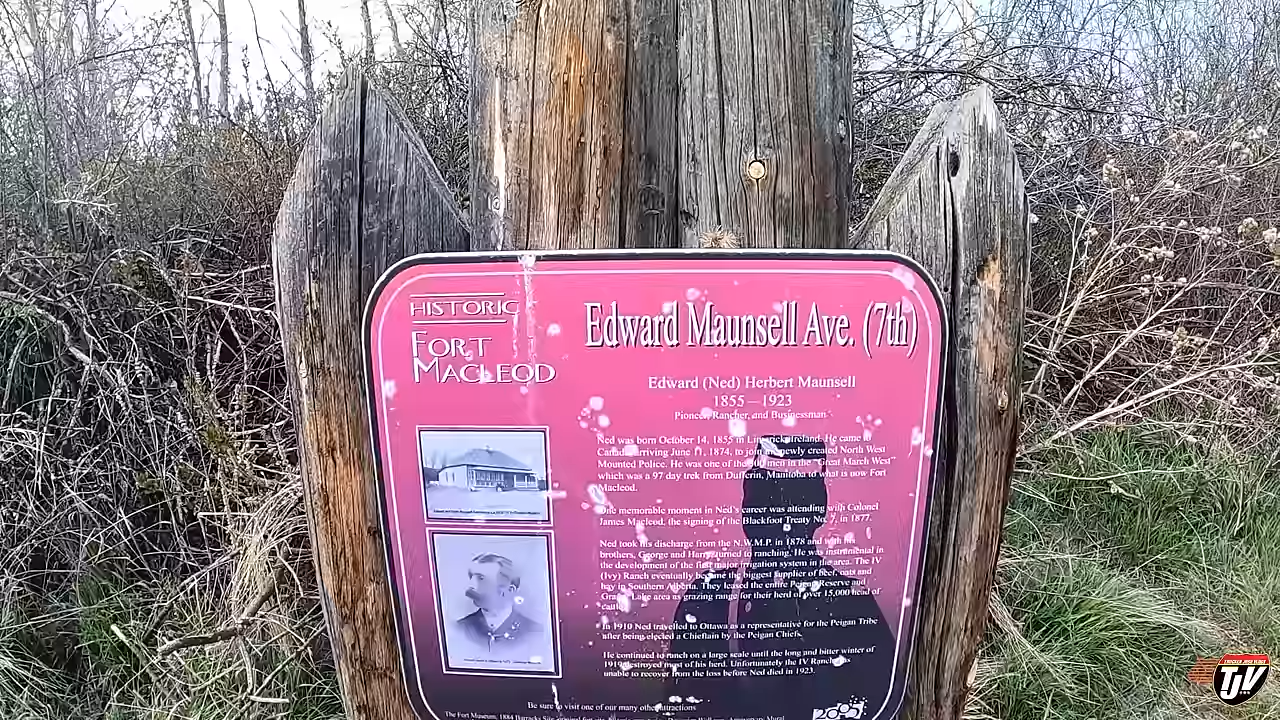 HISTORIC
FORT
MACLEOD
Edward Maunsell Ave. (7th)
Edward (Ned) Herbert Maunsell
1855 – 1923
Pioneer, Rancher, and Businessman
Ned was born October 14, 1855 in Limerick, Ireland. He came to
Canada arriving June 11, 1874, to join newly created North West
Mounted Police. He was one of the 300 men in the "Great March West"
which was a 97 day trek from Dufferin, Manitoba to what is now Fort
Macleod.
One memorable moment in Ned's career was attending with Colonel
James Macleod, the signing of the Blackfoot Treaty No. 7, in 1877.
Ned took his discharge from the N.W.M.P. in 1878 and with his
brothers, George and Harry turned to ranching. He was instrumental in
the development of the first major irrigation system in the area. The IV
(Ivy) Ranch eventually became the biggest supplier of beef, oats and
hay in Southern Alberta. They leased the entire Peigan Reserve and
Grassy Lake area as grazing range for their herd of over 15,000 head of
cattle.
In 1910 Ned travelled to Ottawa as a representative for the Peigan Tribe
after being elected a Chieftain by the Peigan Chiefs.
He continued to ranch on a large scale until the long and bitter winter of
1919 destroyed most of his herd. Unfortunately the IV Ranch was
unable to recover from the loss before Ned died in 1923.
Be sure to visit one of our many other attractions
The Fort Museum, 1884 Barracks Site,
TJV